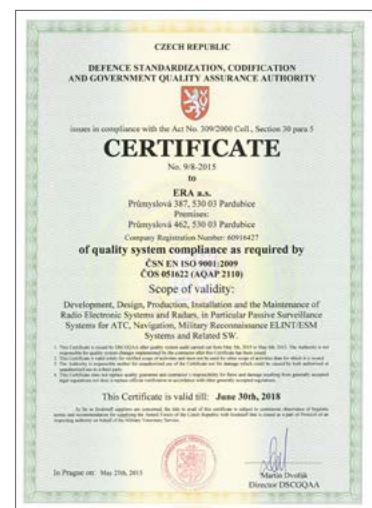 CZECH REPUBLIC
DEFENCE STANDARDIZATION, CODIFICATION
AND GOVERNMENT QUALITY ASSURANCE AUTHORITY
issues in compliance with the Act No. 309/2000 Coll., Section 30 para 5
CERTIFICATE
No. 9/8-2015
to
ERA a.s.
Průmyslová 387, 530 03 Pardubice
Premises:
Průmyslová 462, 530 03 Pardubice
Company Registration Number: 60916427
of quality system compliance as required by
ČSN EN ISO 9001:2009
ČOS 051622 (AQAP 2110)
Scope of validity:
Development, Design, Production, Installation and the Maintenance of
Radio Electronic Systems and Radars, in Particular Passive Surveillance
Systems for ATC, Navigation, Military Reconnaissance ELINT/ESM
Systems and Related SW.
This Certificate is valid till: June 30th, 2018
In Prague on: May 25th, 2015
Martin Dvořák
Director DSCGQAA